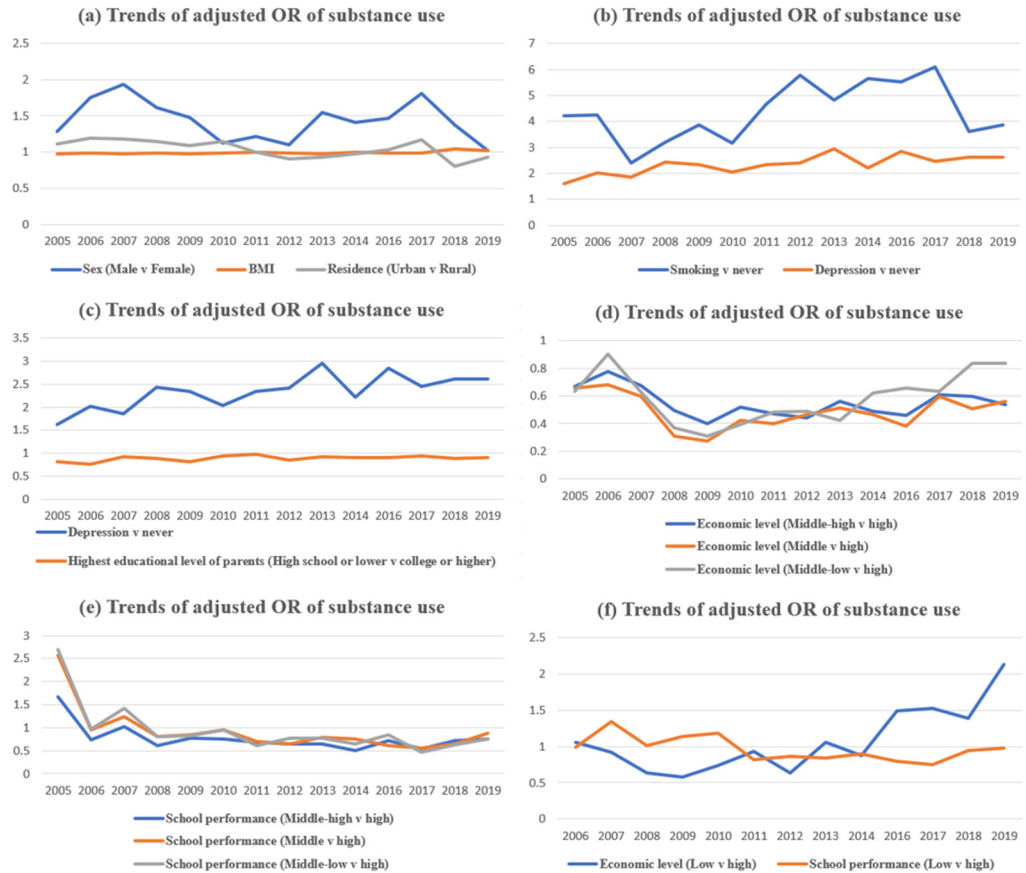 (a) Trends of adjusted OR of substance use
2.5
2
1.5
1
0.5
0
2005 2006 2007 2008 2009 2010 2011 2012 2013 2014 2016 2017 2018 2019
Sex (Male v Female) BMI Residence (Urban v Rural)
(b) Trends of adjusted OR of substance use
7
6
5
4
3
2
1
0
2005 2006 2007 2008 2009 2010 2011 2012 2013 2014 2016 2017 2018 2019
Smoking v never Depression v never
(c) Trends of adjusted OR of substance use
3.5
3
2.5
2
1.5
1
0.5
0
2005 2006 2007 2008 2009 2010 2011 2012 2013 2014 2016 2017 2018 2019
Depression v never
Highest educational level of parents (High school or lower v college or higher)
(d) Trends of adjusted OR of substance use
1
0.8
0.6
0.4
0.2
0
2005 2006 2007 2008 2009 2010 2011 2012 2013 2014 2016 2017 2018 2019
Economic level (Middle-high v high)
Economic level (Middle v high)
Economic level (Middle-low v high)
(e) Trends of adjusted OR of substance use
3
2.5
2
1.5
1
0.5
0
2005 2006 2007 2008 2009 2010 2011 2012 2013 2014 2016 2017 2018 2019
School performance (Middle-high v high)
School performance (Middle v high)
School performance (Middle-low v high)
(f) Trends of adjusted OR of substance use
2.5
2
1.5
1
0.5
0
2006 2007 2008 2009 2010 2011 2012 2013 2014 2016 2017 2018 2019
Economic level (Low v high) School performance (Low v high)